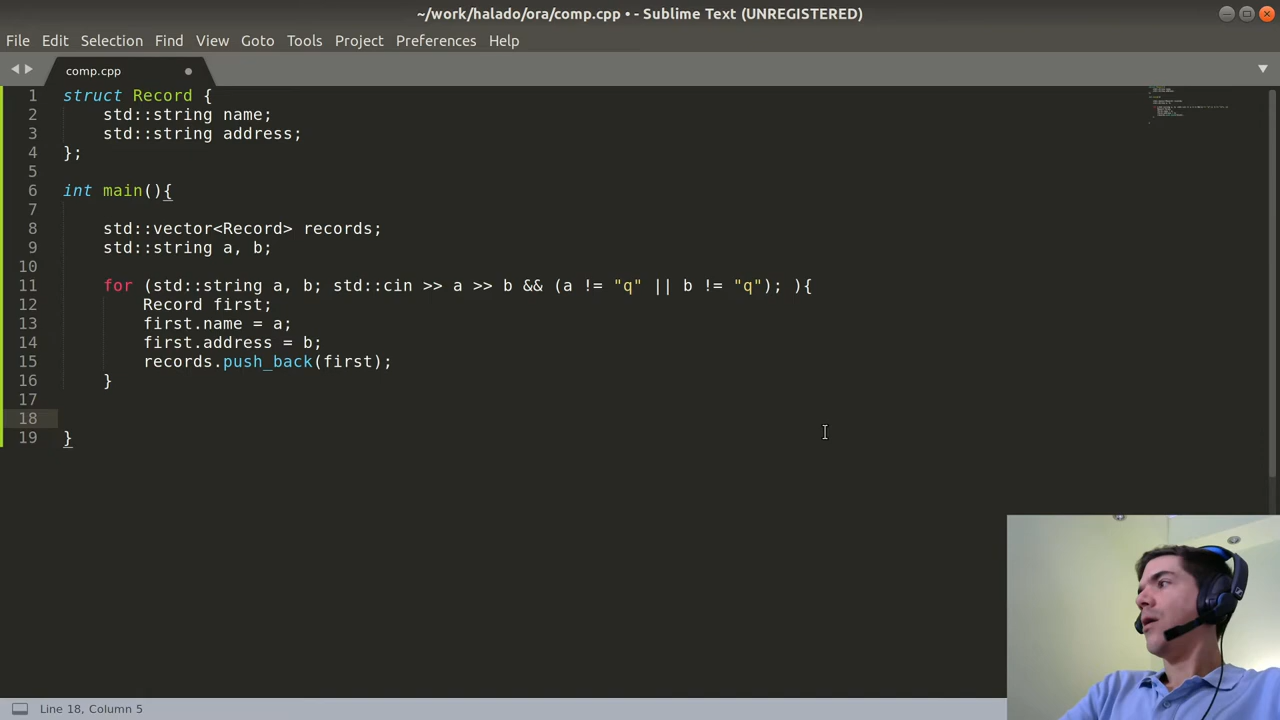 ~/work/halado/ora/comp.cpp • - Sublime Text (UNREGISTERED)
File Edit Selection Find View Goto Tools Project Preferences Help
comp.cpp
1 struct Record {
2 std::string name;
3 std::string address;
4 };
5
6 int main(){
7
8 std::vector<Record> records;
9 std::string a, b;
10
11 for (std::string a, b; std::cin >> a >> b && (a != "q" || b != "q"); ){
12 Record first;
13 first.name = a;
14 first.address = b;
15 records.push_back(first);
16 }
17
18
19 }
Line 18, Column 5